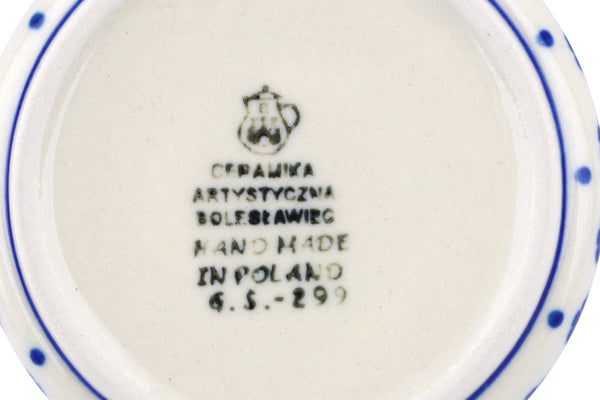 CERAMIKA
ARTYSTYCZNA
BOLESŁAWIEC
HAND MADE
IN POLAND
G.S.-299